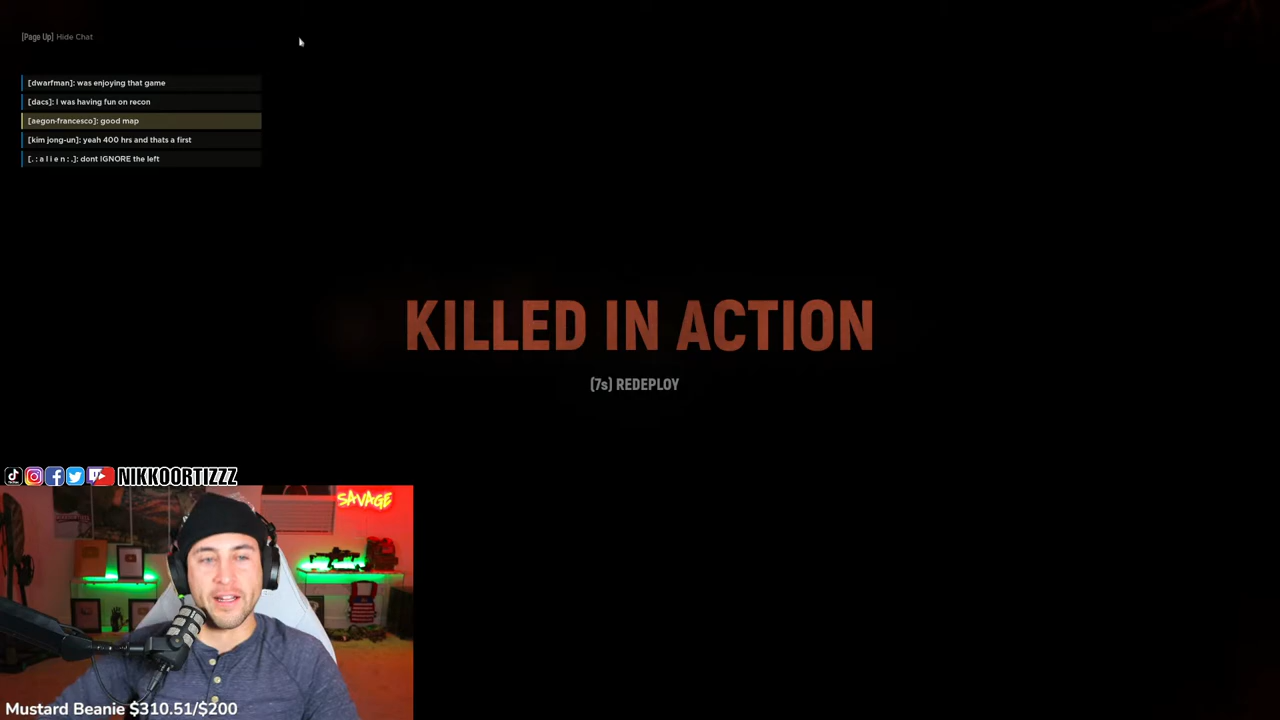 [Page Up] Hide Chat
[dwarfman]: was enjoying that game
[dacs]: I was having fun on recon
[aegon-francesco]: good map
[kim jong-un]: yeah 400 hrs and thats a first
[. : a l i e n : .]: dont IGNORE the left
KILLED IN ACTION
(7s) REDEPLOY
NIKKOORTIZZZ
SAVAGE
Mustard Beanie $310.51/$200